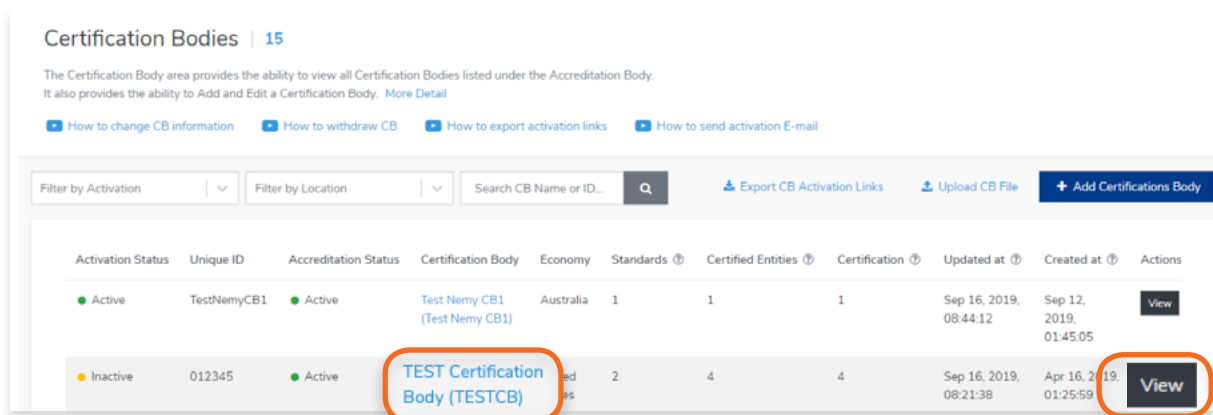 Certification Bodies | 15
The Certification Body area provides the ability to view all Certification Bodies listed under the Accreditation Body.
It also provides the ability to Add and Edit a Certification Body. More Detail
How to change CB information How to withdraw CB How to export activation links How to send activation E-mail
Filter by Activation Filter by Location Search CB Name or ID... Export CB Activation Links Upload CB File + Add Certifications Body
Activation Status Unique ID Accreditation Status Certification Body Economy Standards Certified Entities Certification Updated at Created at Actions
Active TestNemyCB1 Active Test Nemy CB1 Australia 1 1 1 Sep 16, 2019, Sep 12, View
(Test Nemy CB1) 08:44:12 2019,
01:45:05
Inactive 012345 Active TEST Certification 2 4 4 Sep 16, 2019, Apr 16, 2019, View
Body (TESTCB) 08:21:38 01:25:59